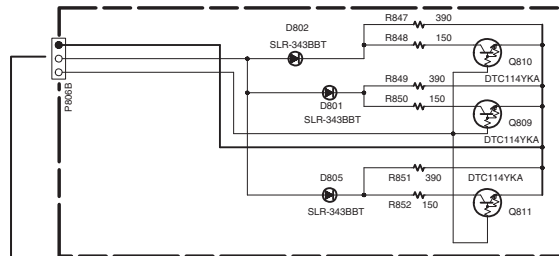 R847 390
D802
R848 150
SLR-343BBT
Q810
DTC114YKA
P806B
R849 390
D801
R850 150
SLR-343BBT
Q809
DTC114YKA
D805
R851 390
DTC114YKA
SLR-343BBT
R852 150
Q811